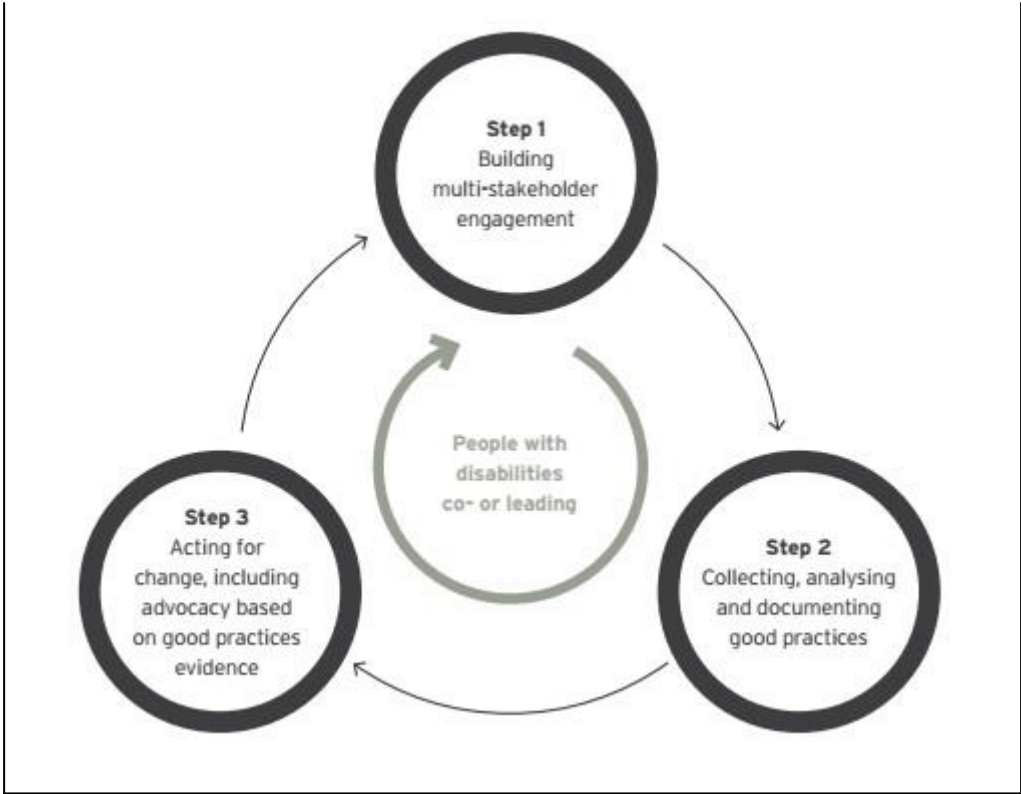 Step 1
Building
multi-stakeholder
engagement
People with
disabilities
co- or leading
Step 3
Acting for
change, including
advocacy based
on good practices
evidence
Step 2
Collecting, analysing
and documenting
good practices